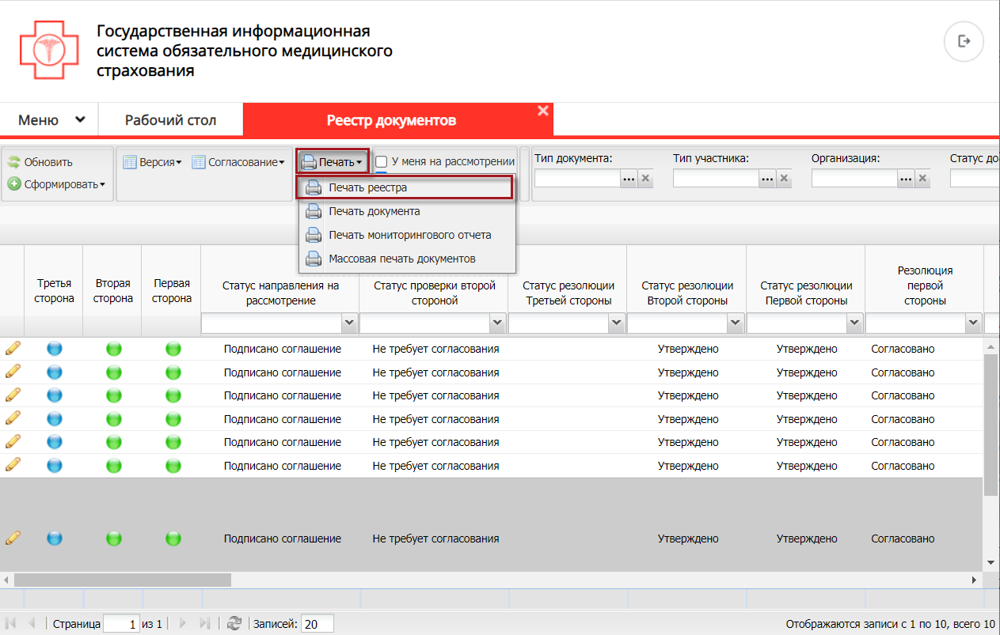 Государственная информационная
система обязательного медицинского
страхования
Меню
Рабочий стол
Реестр документов
Обновить
Сформировать
Версия
Согласование
Печать
У меня на рассмотрении
Тип документа:
Тип участника:
Организация:
Статус до
Печать реестра
Печать документа
Печать мониторингового отчета
Массовая печать документов
Третья
сторона
Вторая
сторона
Первая
сторона
Статус направления на
рассмотрение
Статус проверки второй
стороной
Статус резолюции
Третьей стороны
Статус резолюции
Второй стороны
Статус резолюции
Первой стороны
Резолюция
первой
стороны
Подписано соглашение Не требует согласования Утверждено Утверждено Согласовано
Подписано соглашение Не требует согласования Утверждено Утверждено Согласовано
Подписано соглашение Не требует согласования Утверждено Утверждено Согласовано
Подписано соглашение Не требует согласования Утверждено Утверждено Согласовано
Подписано соглашение Не требует согласования Утверждено Утверждено Согласовано
Подписано соглашение Не требует согласования Утверждено Утверждено Согласовано
Подписано соглашение Не требует согласования Утверждено Утверждено Согласовано
Страница 1 из 1 Записей: 20 Отображаются записи с 1 по 10, всего 10